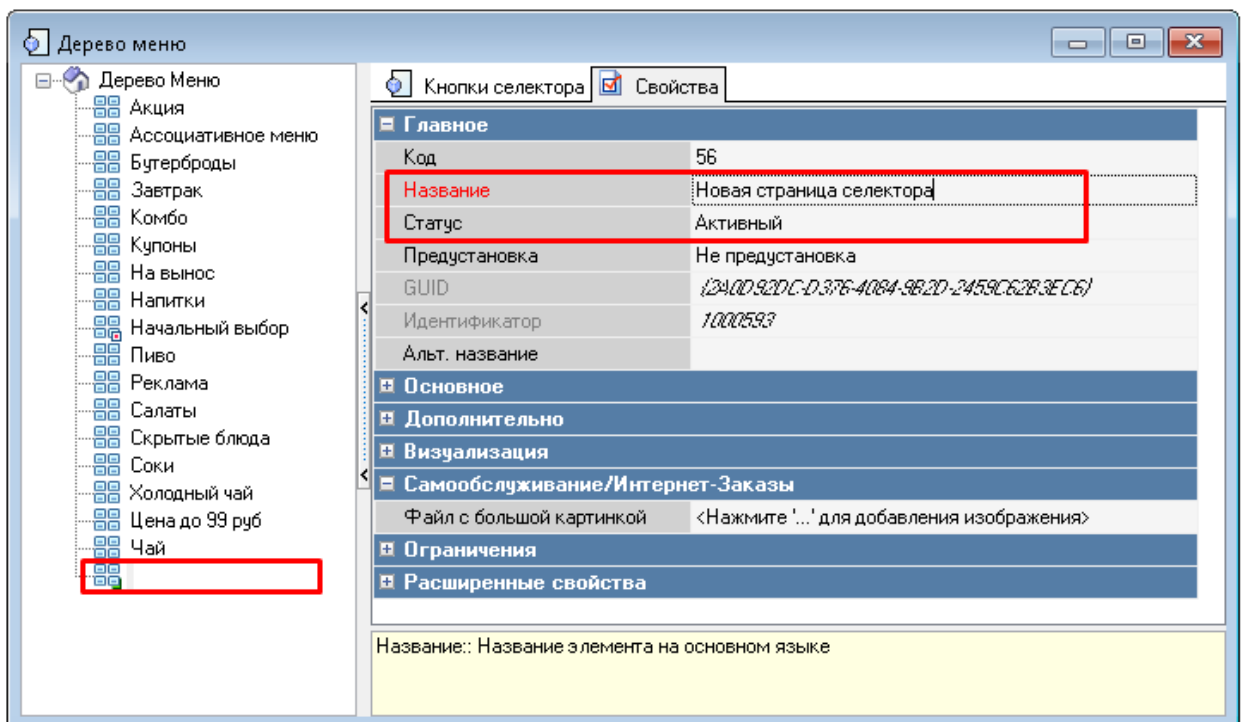 Дерево меню
Дерево Меню
Акция
Ассоциативное меню
Бутерброды
Завтрак
Комбо
Купоны
На вынос
Напитки
Начальный выбор
Пиво
Реклама
Салаты
Скрытые блюда
Соки
Холодный чай
Цена до 99 руб
Чай
Кнопки селектора Свойства
Главное
Код 56
Название Новая страница селектора
Статус Активный
Предустановка Не предустановка
GUID {2A0D92DC-D376-4084-9B2D-2459C62B3EC6}
Идентификатор 1000593
Альт. название
Основное
Дополнительно
Визуализация
Самообслуживание/Интернет-Заказы
Файл с большой картинкой <Нажмите '...' для добавления изображения>
Ограничения
Расширенные свойства
Название:: Название элемента на основном языке